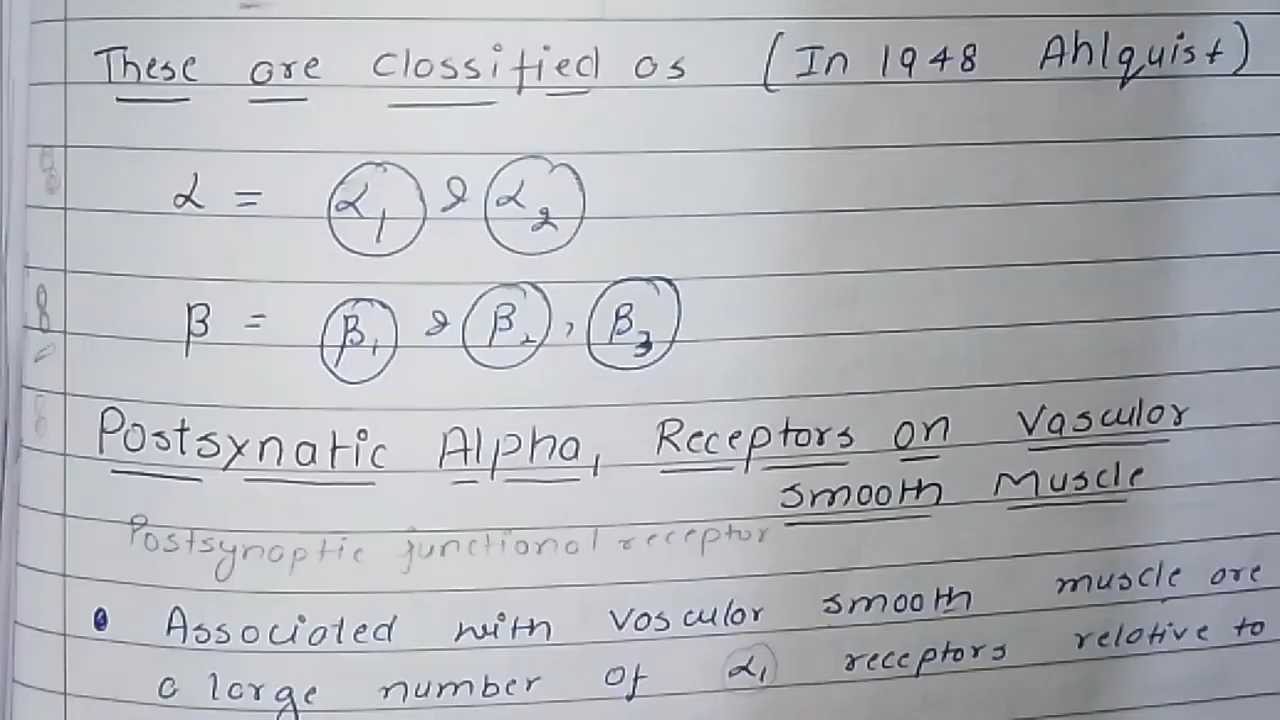 These are classified as (In 1948 Ahlquist)
α = α₁ & α₂
β = β₁ & β₂, β₃
Postsynatic Alpha₁ Receptors on Vascular
smooth Muscle
Postsynaptic junctional receptor
• Associated with vascular smooth muscle are
a large number of α₁ receptors relative to